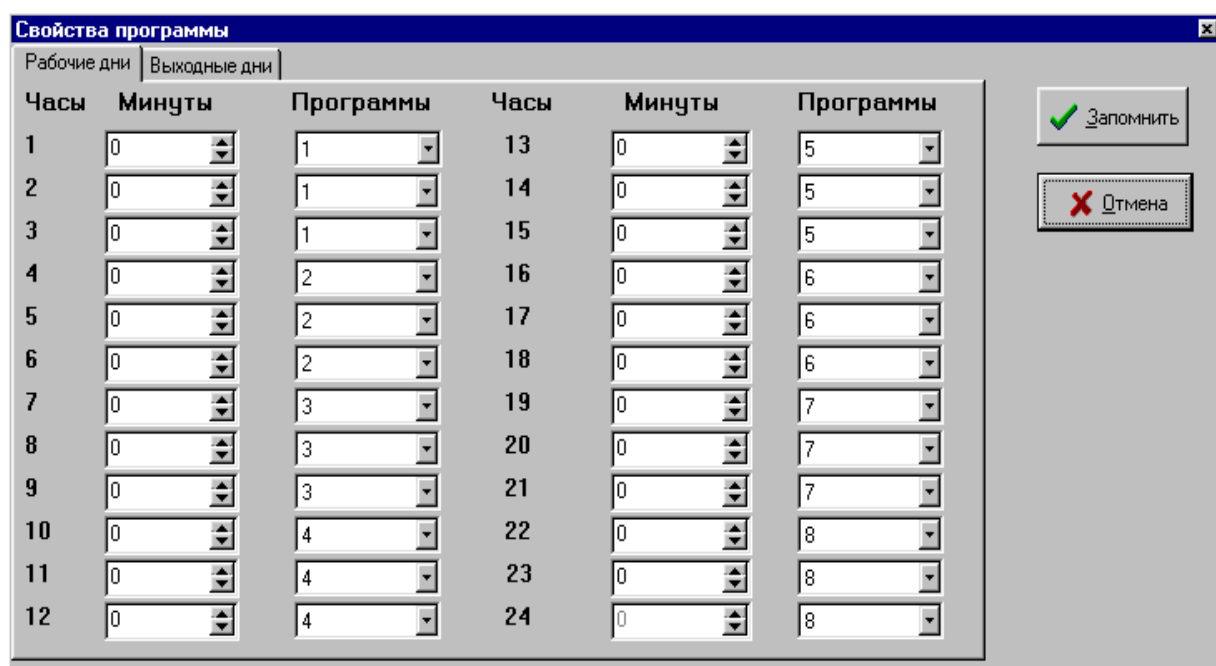 Свойства программы
Рабочие дни Выходные дни
Часы Минуты Программы Часы Минуты Программы
1 0 1 13 0 5
2 0 1 14 0 5
3 0 1 15 0 5
4 0 2 16 0 6
5 0 2 17 0 6
6 0 2 18 0 6
7 0 3 19 0 7
8 0 3 20 0 7
9 0 3 21 0 7
10 0 4 22 0 8
11 0 4 23 0 8
12 0 4 24 0 8
Запомнить
Отмена